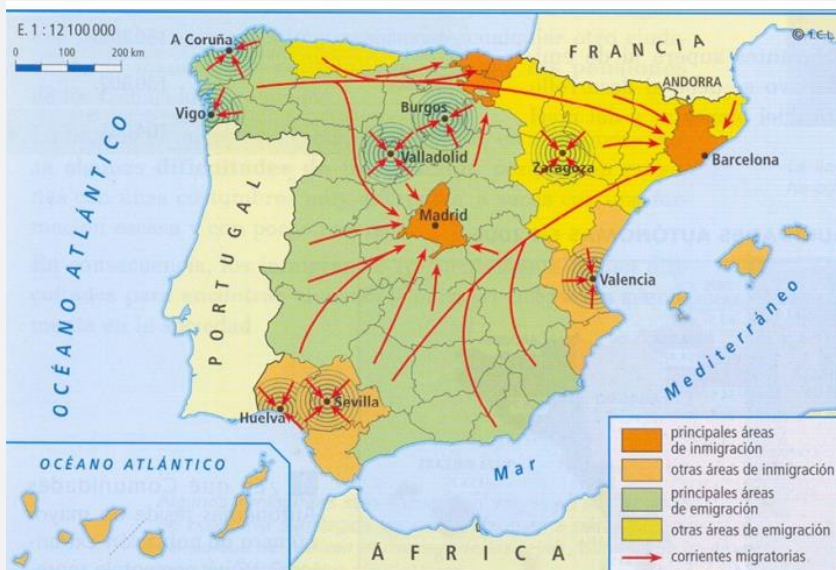 E. 1 : 12 100 000
0 100 200 km
© I.C.L.
FRANCIA
ANDORRA
A Coruña
Vigo
Burgos
Valladolid
Zaragoza
Barcelona
Madrid
Valencia
Huelva
Sevilla
OCÉANO ATLÁNTICO
PORTUGAL
Mar
Mediterráneo
OCÉANO ATLÁNTICO
ÁFRICA
principales áreas
de inmigración
otras áreas de inmigración
principales áreas
de emigración
otras áreas de emigración
corrientes migratorias